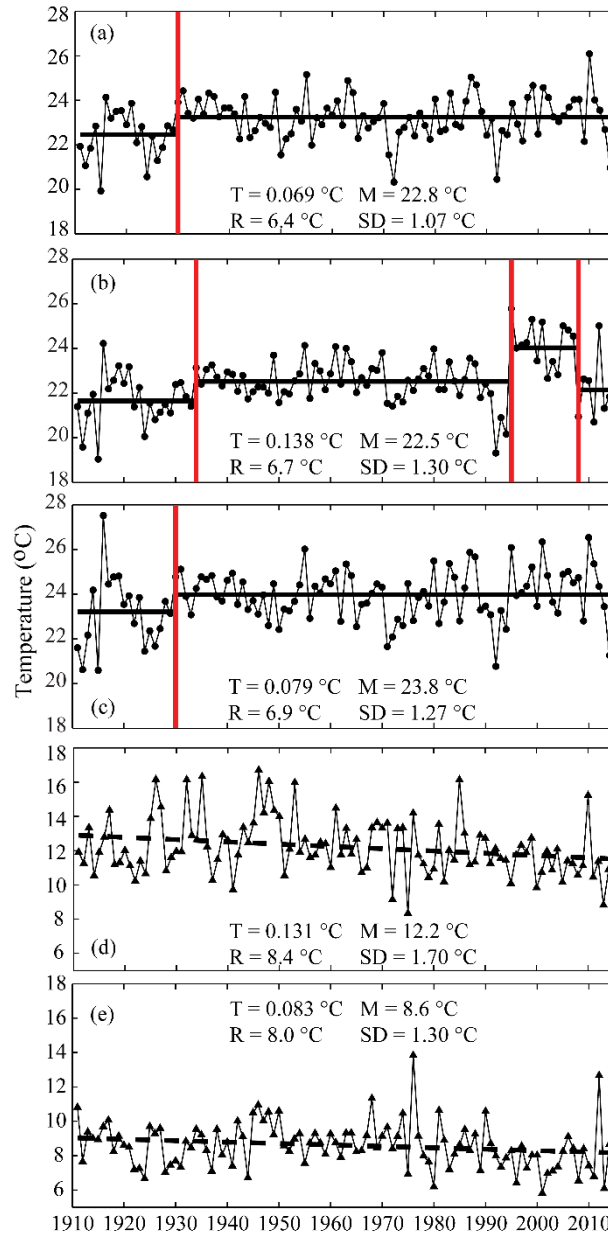 (a)
28
26
24
22
20
18
T = 0.069 °C M = 22.8 °C
R = 6.4 °C SD = 1.07 °C
(b)
28
26
24
22
20
18
T = 0.138 °C M = 22.5 °C
R = 6.7 °C SD = 1.30 °C
Temperature (°C)
28
26
24
22
20
18
T = 0.079 °C M = 23.8 °C
R = 6.9 °C SD = 1.27 °C
(c)
18
16
14
12
10
8
6
T = 0.131 °C M = 12.2 °C
R = 8.4 °C SD = 1.70 °C
(d)
18
16
14
12
10
8
6
T = 0.083 °C M = 8.6 °C
(e)
R = 8.0 °C SD = 1.30 °C
1910 1920 1930 1940 1950 1960 1970 1980 1990 2000 2010